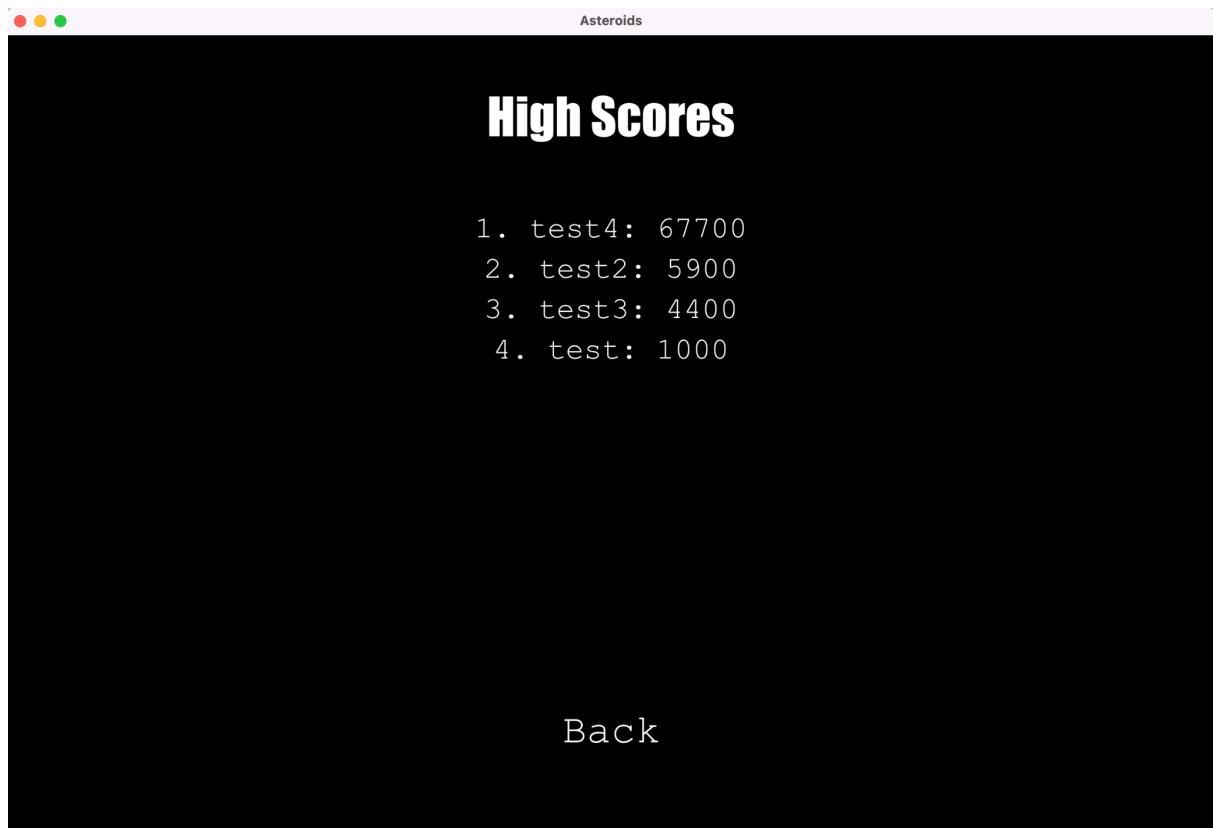 Asteroids
High Scores
1. test4: 67700
2. test2: 5900
3. test3: 4400
4. test: 1000
Back